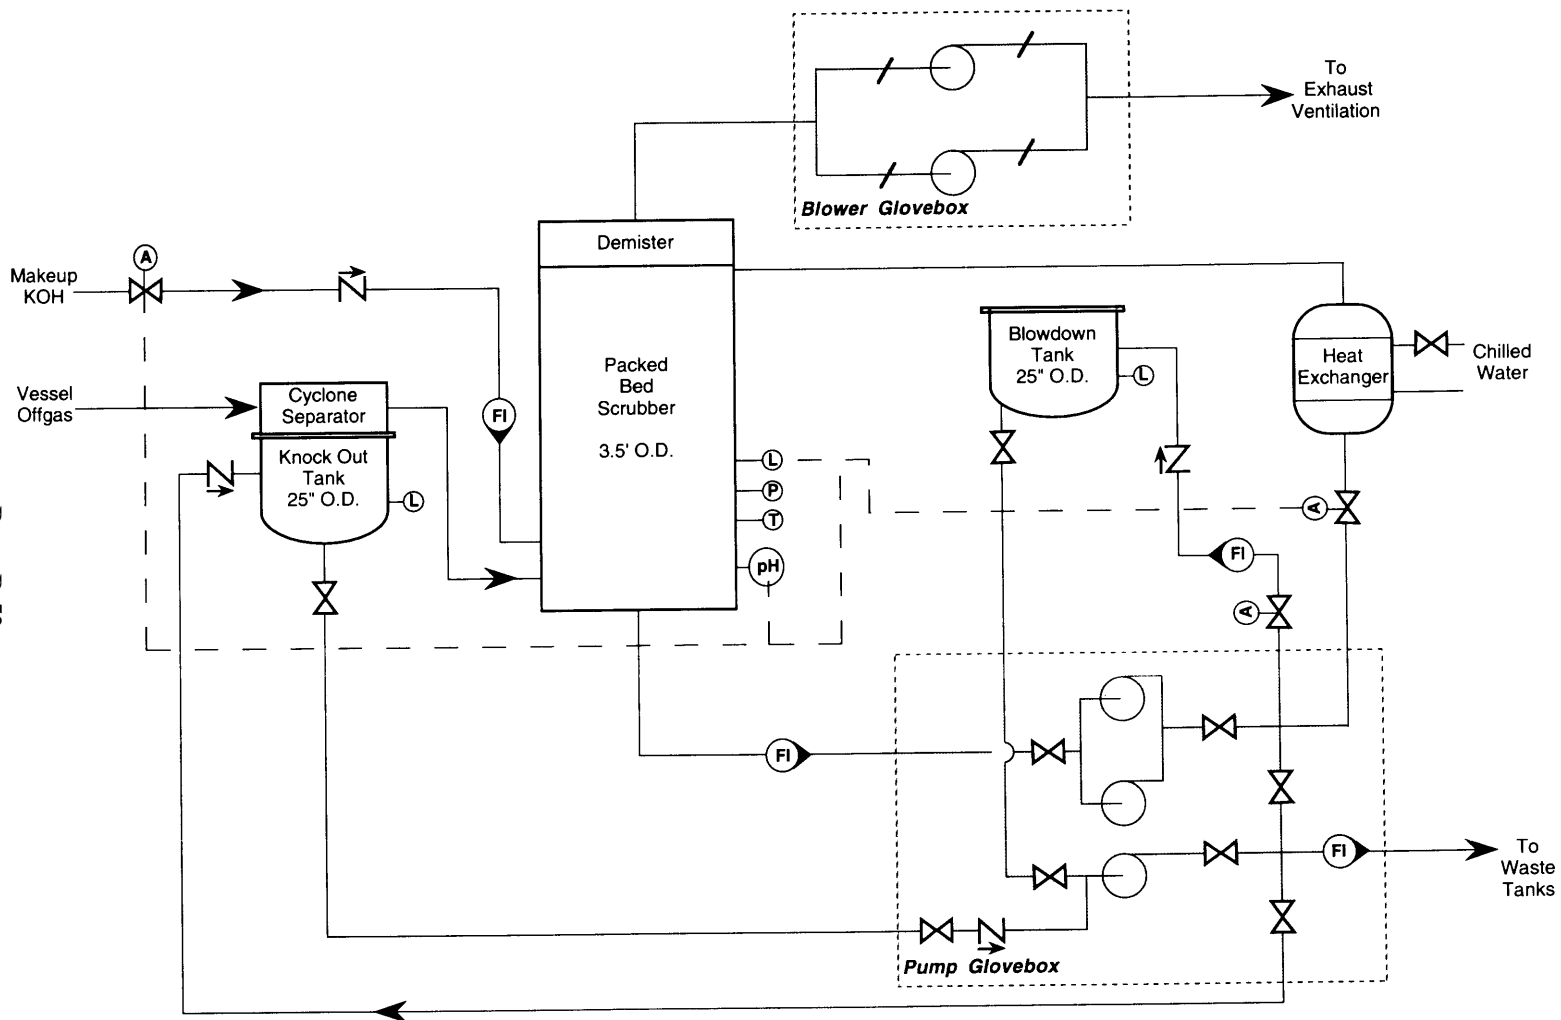 To
Exhaust
Ventilation
Blower Glovebox
Demister
A
Makeup
KOH
Packed
Bed
Scrubber
3.5' O.D.
Blowdown
Tank
25" O.D.
L
Heat
Exchanger
Chilled
Water
Vessel
Offgas
Cyclone
Separator
Knock Out
Tank
25" O.D.
L
FI
L
P
T
pH
A
FI
A
FI
FI
To
Waste
Tanks
Pump Glovebox